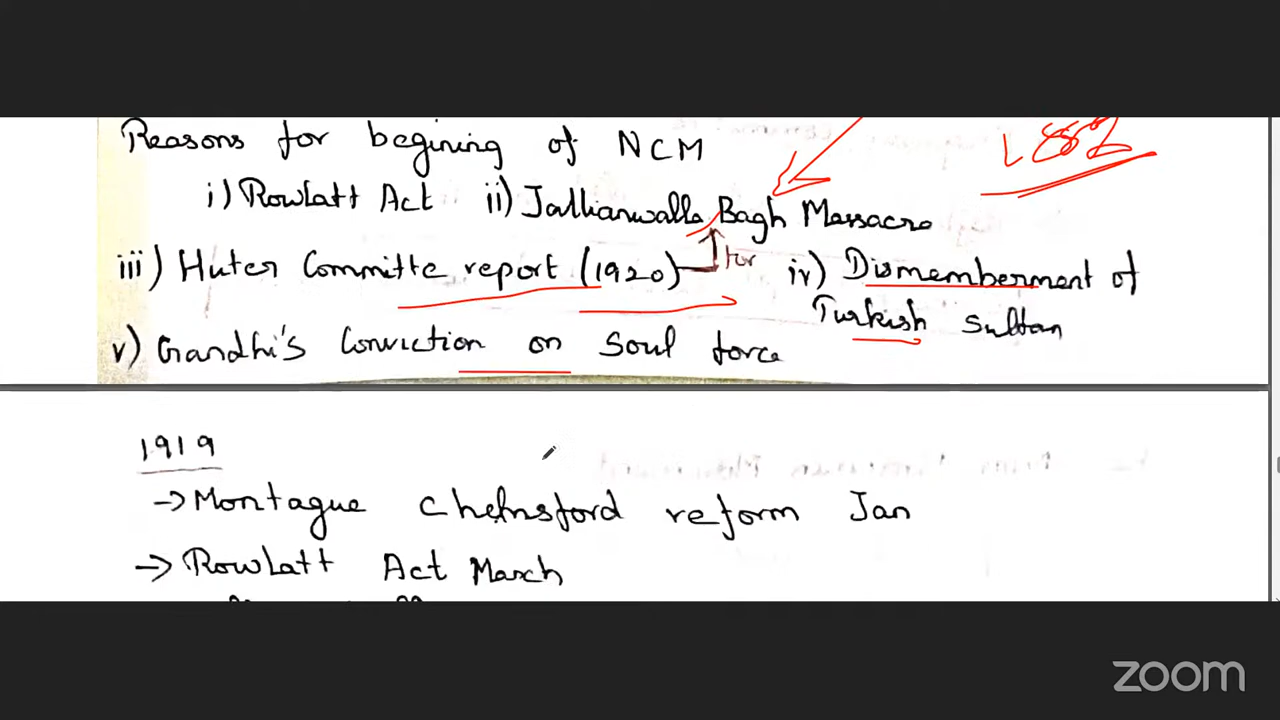 Reasons for begining of NCM
i) Rowlatt Act ii) Jallianwalla Bagh Massacre
iii) Huter Committe report (1920) for iv) Dismemberment of
Turkish Sultan
v) Gandhi's Conviction on Soul force
1919
→ Montague Chelmsford reform Jan
→ Rowlatt Act March
zoom